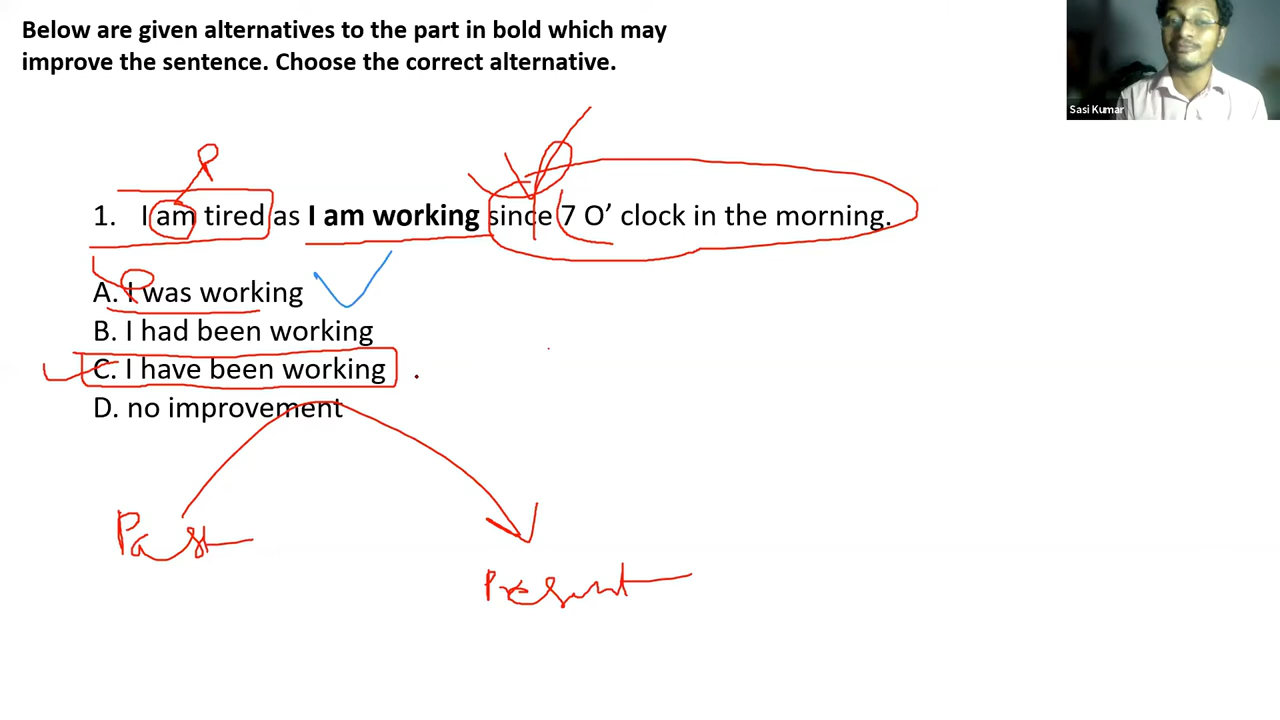 Below are given alternatives to the part in bold which may
improve the sentence. Choose the correct alternative.
Sasi Kumar
P
1. I am tired as I am working since 7 O’ clock in the morning.
A. I was working
B. I had been working
C. I have been working
D. no improvement
Past
Present